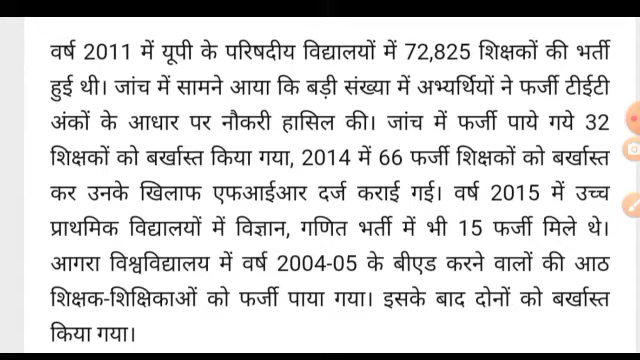 वर्ष 2011 में यूपी के परिषदीय विद्यालयों में 72,825 शिक्षकों की भर्ती
हुई थी। जांच में सामने आया कि बड़ी संख्या में अभ्यर्थियों ने फर्जी टीईटी
अंकों के आधार पर नौकरी हासिल की। जांच में फर्जी पाये गये 32
शिक्षकों को बर्खास्त किया गया, 2014 में 66 फर्जी शिक्षकों को बर्खास्त
कर उनके खिलाफ एफआईआर दर्ज कराई गई। वर्ष 2015 में उच्च
प्राथमिक विद्यालयों में विज्ञान, गणित भर्ती में भी 15 फर्जी मिले थे।
आगरा विश्वविद्यालय में वर्ष 2004-05 के बीएड करने वालों की आठ
शिक्षक-शिक्षिकाओं को फर्जी पाया गया। इसके बाद दोनों को बर्खास्त
किया गया।